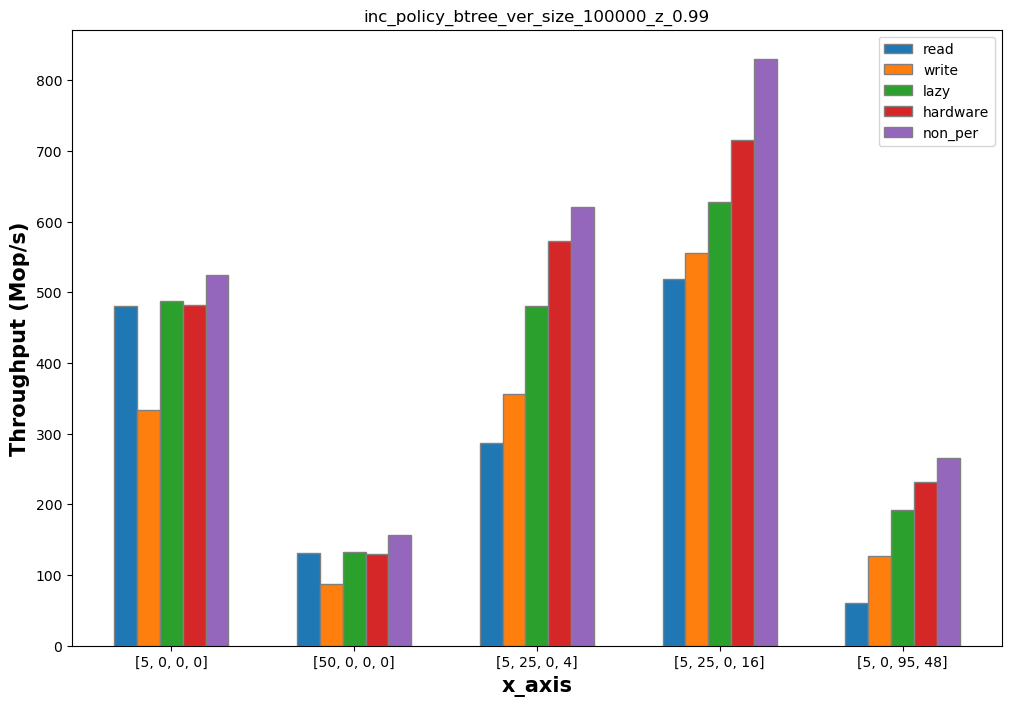 inc_policy_btree_ver_size_100000_z_0.99
read
write
lazy
hardware
non_per
800
700
600
500
400
300
200
100
0
Throughput (Mop/s)
[5, 0, 0, 0]
[50, 0, 0, 0]
[5, 25, 0, 4]
[5, 25, 0, 16]
[5, 0, 95, 48]
x_axis